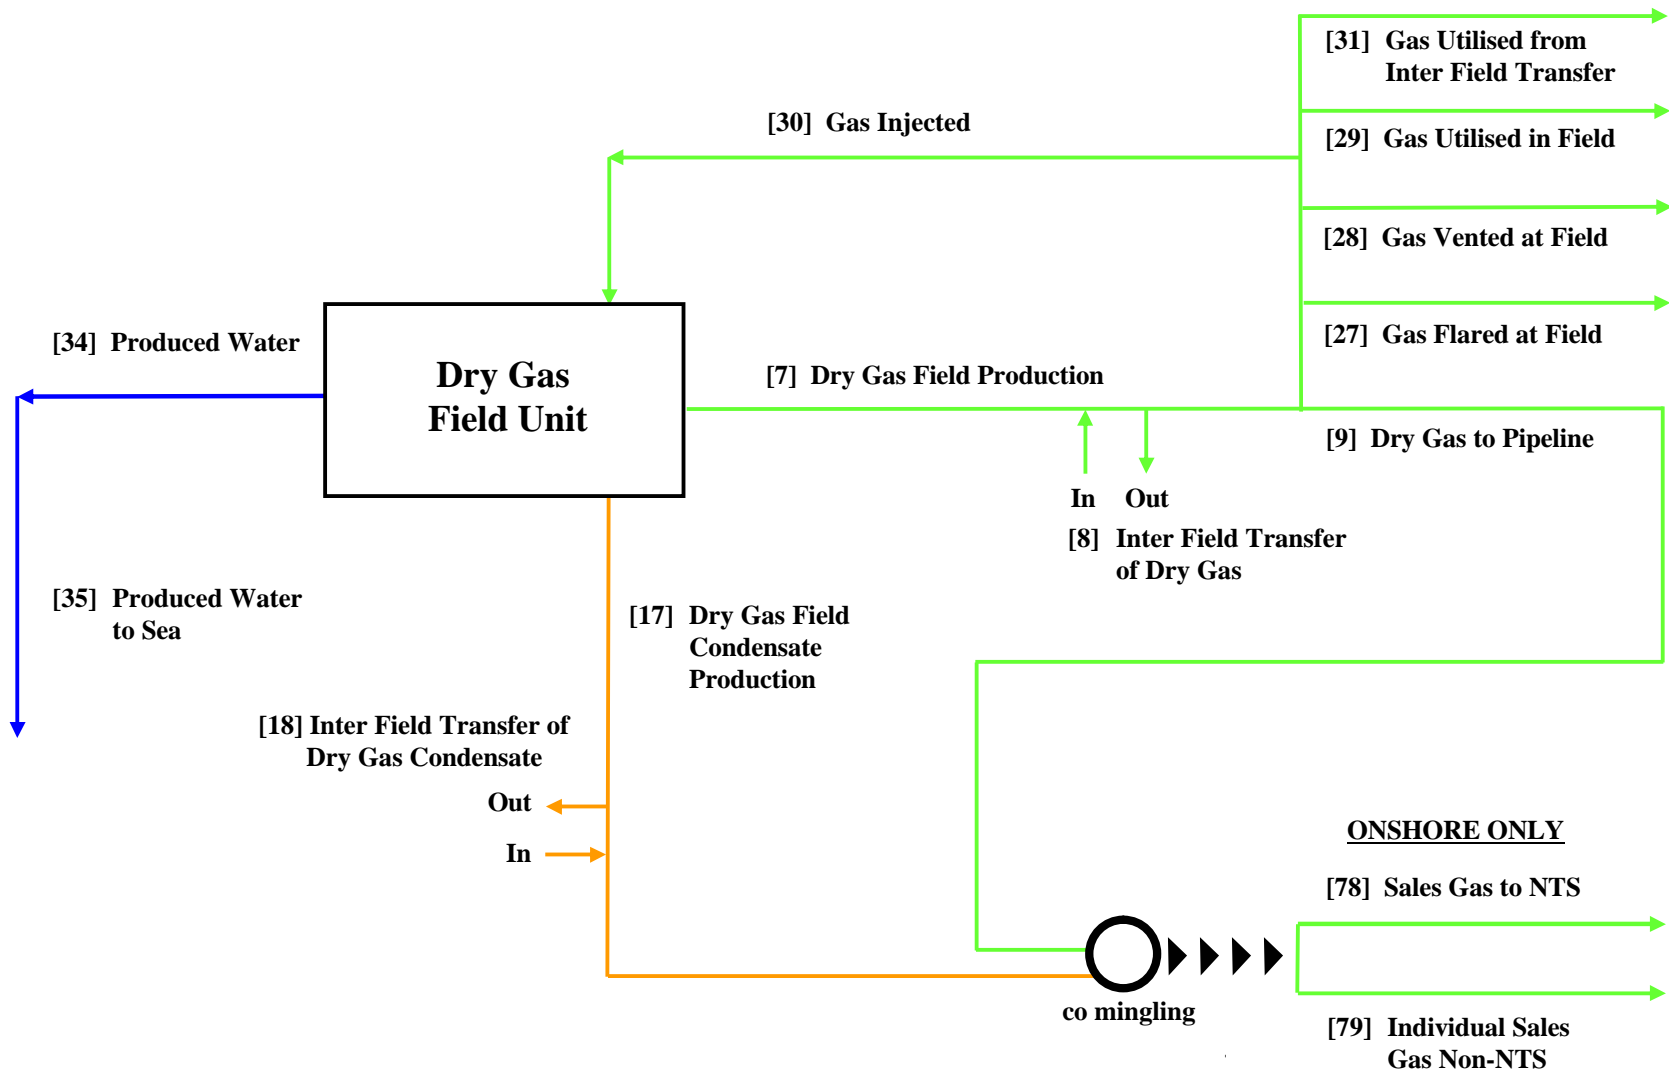 [31] Gas Utilised from
Inter Field Transfer
[30] Gas Injected
[29] Gas Utilised in Field
[28] Gas Vented at Field
[27] Gas Flared at Field
[34] Produced Water
Dry Gas
Field Unit
[7] Dry Gas Field Production
[9] Dry Gas to Pipeline
In Out
[8] Inter Field Transfer
of Dry Gas
[35] Produced Water
to Sea
[17] Dry Gas Field
Condensate
Production
[18] Inter Field Transfer of
Dry Gas Condensate
Out
In
ONSHORE ONLY
[78] Sales Gas to NTS
co mingling
[79] Individual Sales
Gas Non-NTS